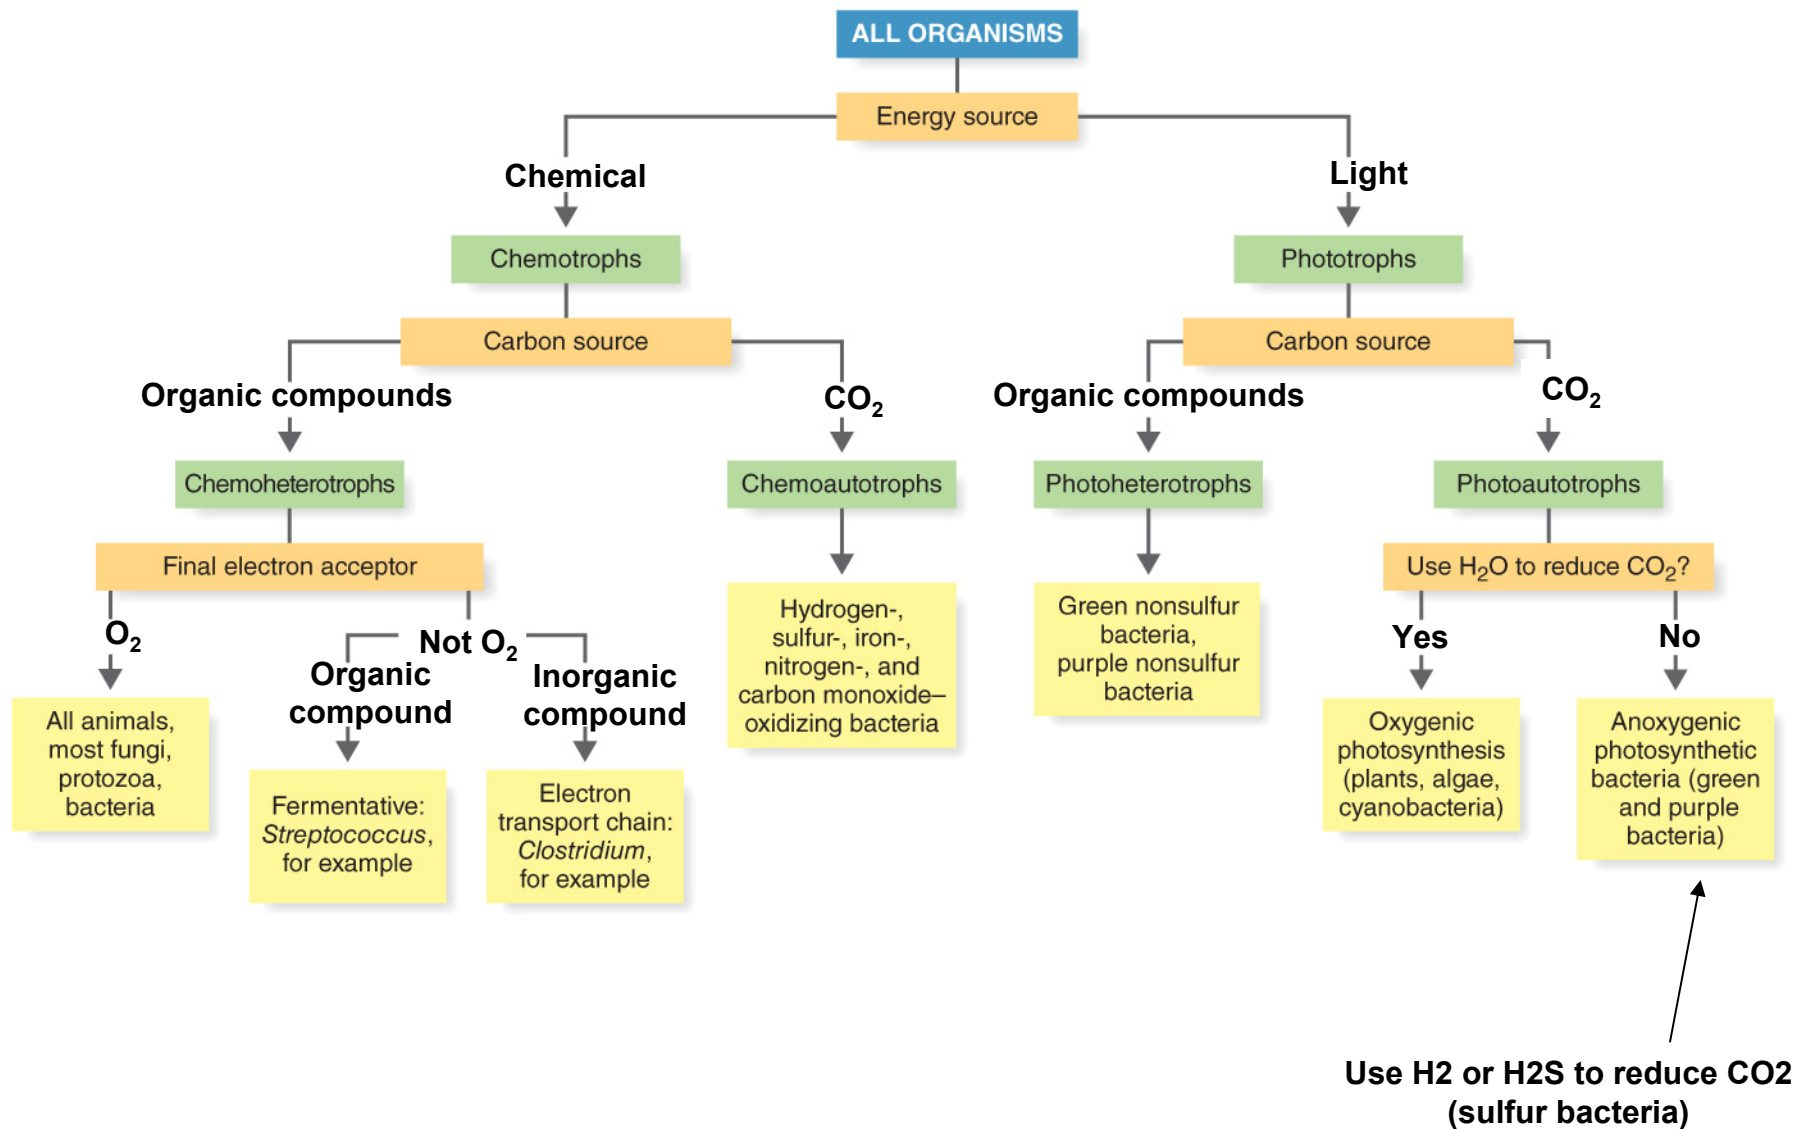 ALL ORGANISMS
Energy source
Chemical
Light
Chemotrophs
Phototrophs
Carbon source
Carbon source
Organic compounds
CO₂
Organic compounds
CO₂
Chemoheterotrophs
Chemoautotrophs
Photoheterotrophs
Photoautotrophs
Final electron acceptor
Use H₂O to reduce CO₂?
O₂
Not O₂
Organic
compound
Inorganic
compound
Yes
No
All animals,
most fungi,
protozoa,
bacteria
Fermentative:
Streptococcus,
for example
Electron
transport chain:
Clostridium,
for example
Hydrogen-,
sulfur-, iron-,
nitrogen-, and
carbon monoxide–
oxidizing bacteria
Green nonsulfur
bacteria,
purple nonsulfur
bacteria
Oxygenic
photosynthesis
(plants, algae,
cyanobacteria)
Anoxygenic
photosynthetic
bacteria (green
and purple
bacteria)
Use H2 or H2S to reduce CO2
(sulfur bacteria)